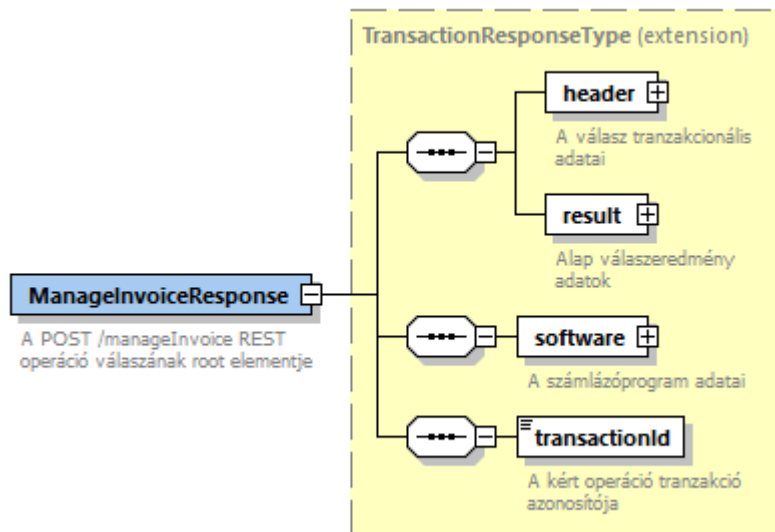 TransactionResponseType (extension)
header
A válasz tranzakcionális
adatai
result
Alap válaszeredmény
adatok
ManageInvoiceResponse
A POST /manageInvoice REST
operáció válaszának root elementje
software
A számlázóprogram adatai
transactionId
A kért operáció tranzakció
azonosítója